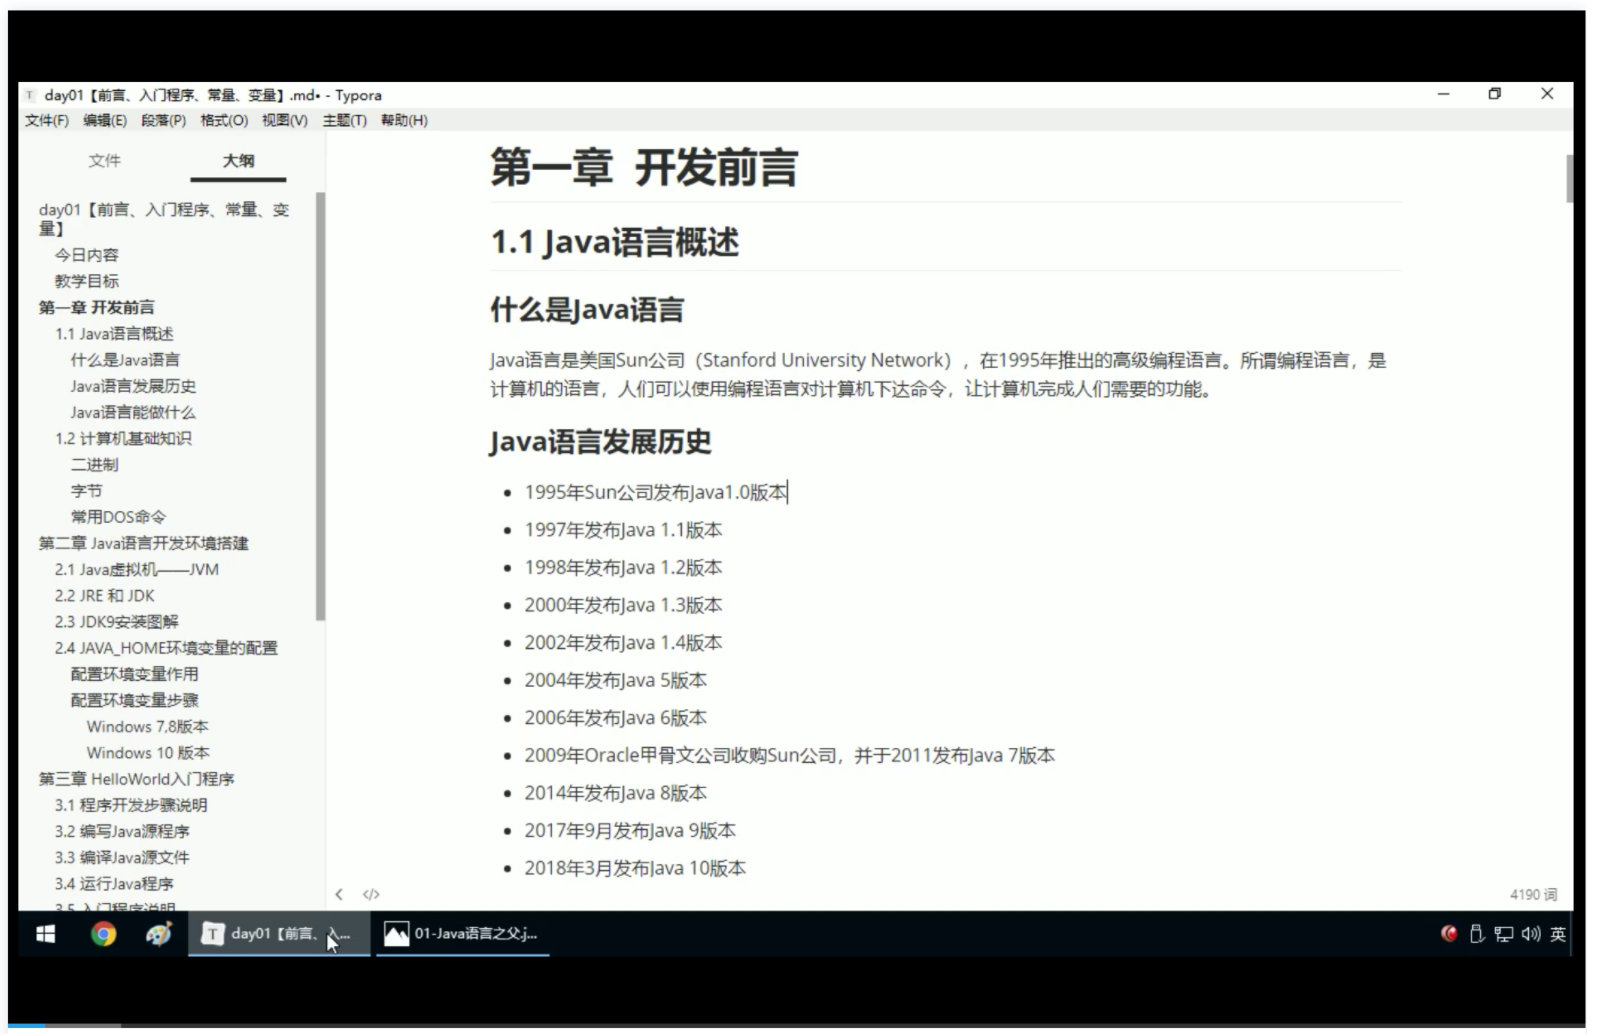 T day01【前言、入门程序、常量、变量】.md• - Typora
文件(F) 编辑(E) 段落(P) 格式(O) 视图(V) 主题(T) 帮助(H)
文件 大纲
day01【前言、入门程序、常量、变
量】
今日内容
教学目标
第一章 开发前言
1.1 Java语言概述
什么是Java语言
Java语言发展历史
Java语言能做什么
1.2 计算机基础知识
二进制
字节
常用DOS命令
第二章 Java语言开发环境搭建
2.1 Java虚拟机——JVM
2.2 JRE 和 JDK
2.3 JDK9安装图解
2.4 JAVA_HOME环境变量的配置
配置环境变量作用
配置环境变量步骤
Windows 7,8版本
Windows 10 版本
第三章 HelloWorld入门程序
3.1 程序开发步骤说明
3.2 编写Java源程序
3.3 编译Java源文件
3.4 运行Java程序
3.5 入门程序说明
第一章 开发前言
1.1 Java语言概述
什么是Java语言
Java语言是美国Sun公司（Stanford University Network），在1995年推出的高级编程语言。所谓编程语言，是
计算机的语言，人们可以使用编程语言对计算机下达命令，让计算机完成人们需要的功能。
Java语言发展历史
• 1995年Sun公司发布Java1.0版本
• 1997年发布Java 1.1版本
• 1998年发布Java 1.2版本
• 2000年发布Java 1.3版本
• 2002年发布Java 1.4版本
• 2004年发布Java 5版本
• 2006年发布Java 6版本
• 2009年Oracle甲骨文公司收购Sun公司，并于2011发布Java 7版本
• 2014年发布Java 8版本
• 2017年9月发布Java 9版本
• 2018年3月发布Java 10版本
</> 4190 词
T day01【前言、入... 01-Java语言之父.j... 英